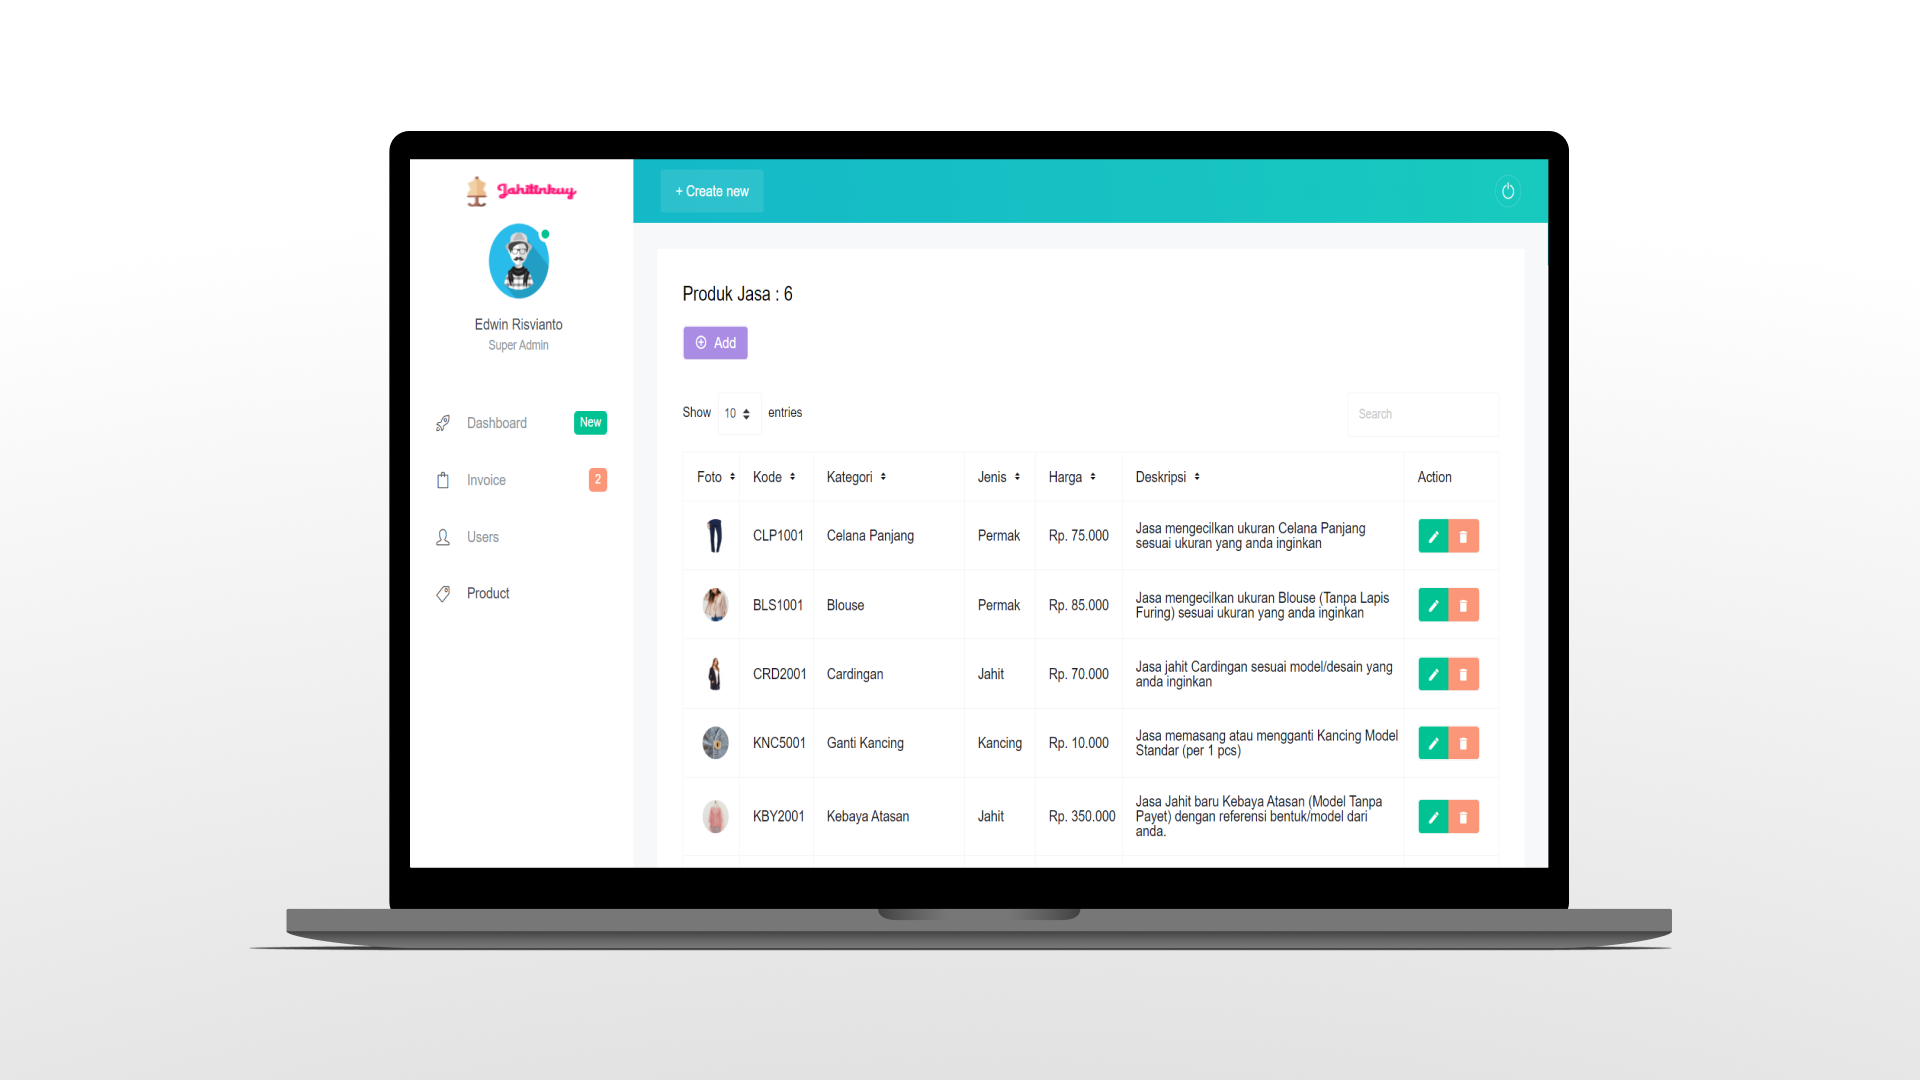 Jahitinkuy
+ Create new
Edwin Risvianto
Super Admin
Dashboard New
Invoice 2
Users
Product
Produk Jasa : 6
Add
Show 10 entries
Search
Foto Kode Kategori Jenis Harga Deskripsi Action
CLP1001 Celana Panjang Permak Rp. 75.000 Jasa mengecilkan ukuran Celana Panjang
sesuai ukuran yang anda inginkan
BLS1001 Blouse Permak Rp. 85.000 Jasa mengecilkan ukuran Blouse (Tanpa Lapis
Furing) sesuai ukuran yang anda inginkan
CRD2001 Cardingan Jahit Rp. 70.000 Jasa jahit Cardingan sesuai model/desain yang
anda inginkan
KNC5001 Ganti Kancing Kancing Rp. 10.000 Jasa memasang atau mengganti Kancing Model
Standar (per 1 pcs)
KBY2001 Kebaya Atasan Jahit Rp. 350.000 Jasa Jahit baru Kebaya Atasan (Model Tanpa
Payet) dengan referensi bentuk/model dari
anda.